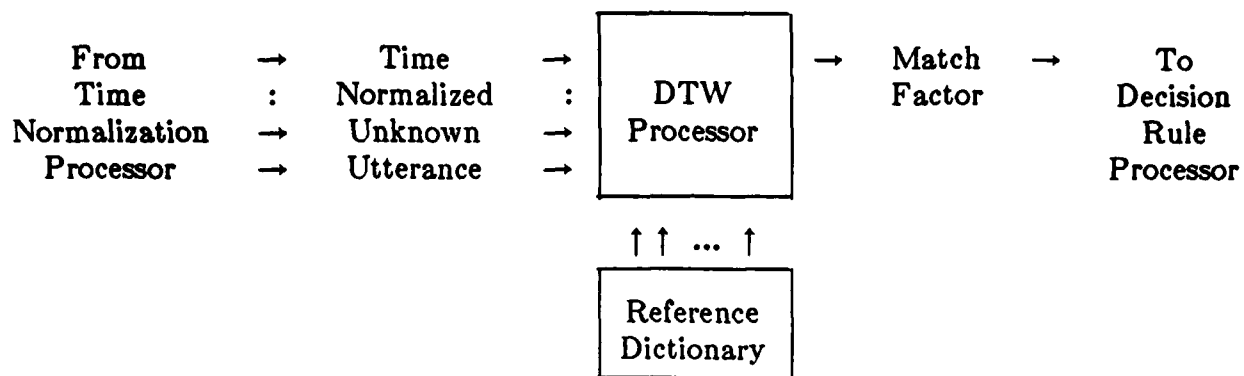 From → Time → → Match → To
Time : Normalized : DTW Factor Decision
Normalization → Unknown → Processor Rule
Processor → Utterance → Processor
↑ ↑ ... ↑
Reference
Dictionary